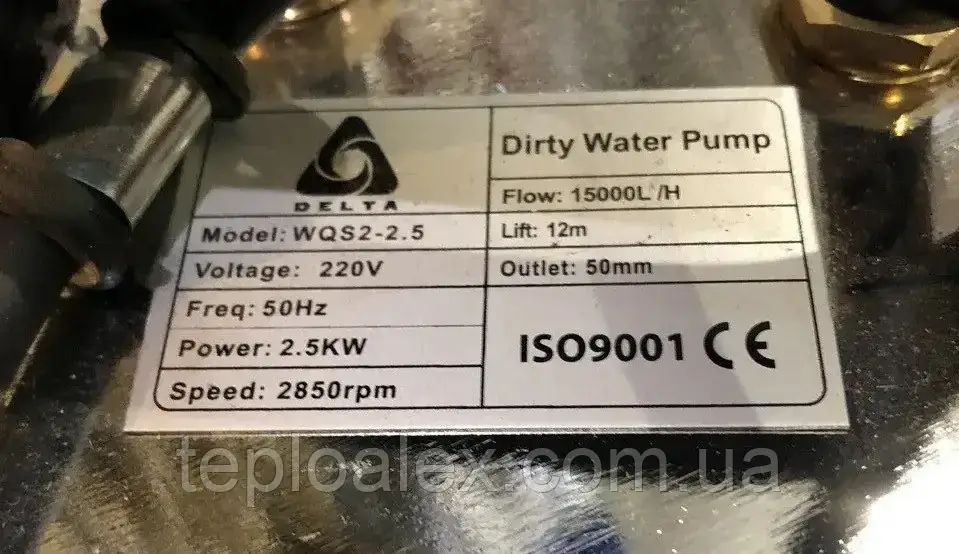 DELTA
Model: WQS2-2.5
Voltage: 220V
Freq: 50Hz
Power: 2.5KW
Speed: 2850rpm
Dirty Water Pump
Flow: 15000L /H
Lift: 12m
Outlet: 50mm
ISO9001 CE
teploalex.com.ua